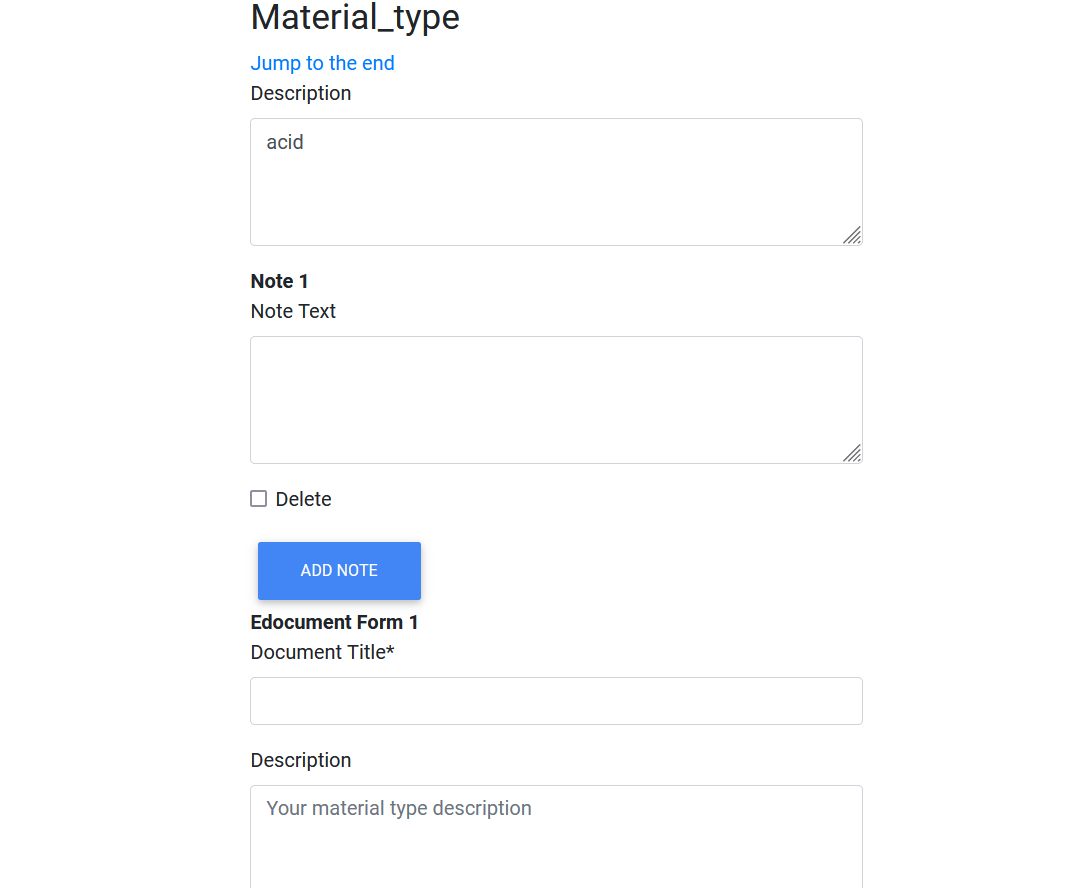 Material_type
Jump to the end
Description
acid
Note 1
Note Text
Delete
ADD NOTE
Edocument Form 1
Document Title*
Description
Your material type description